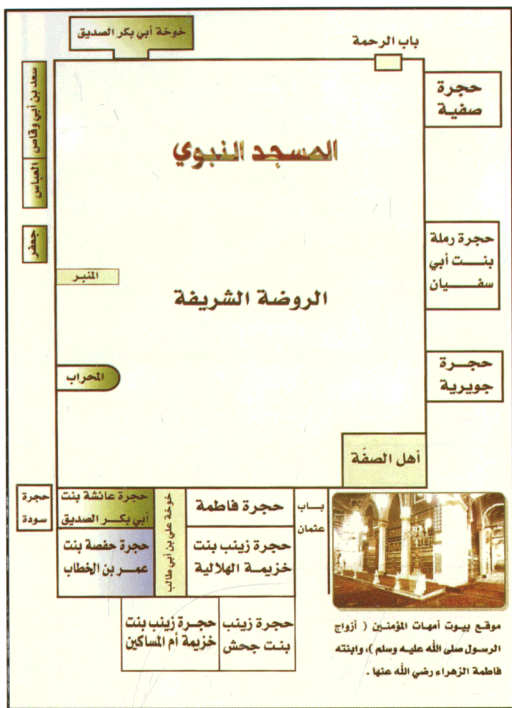 خوخة أبي بكر الصديق
باب الرحمة
حجرة
صفية
سعد بن أبي وقاص
العباس
المسجد النبوي
جعفر
حجرة رملة
بنت أبي
سفيان
المنبر
الروضة الشريفة
حجرة
جويرية
المحراب
أهل الصفة
حجرة
سودة
حجرة عائشة بنت
أبي بكر الصديق
خوخة علي بن أبي طالب
حجرة فاطمة
باب
عثمان
حجرة حفصة بنت
عمر بن الخطاب
حجرة زينب بنت
خزيمة الهلالية
حجرة زينب بنت
خزيمة أم المساكين
حجرة زينب
بنت جحش
موقع بيوت أمهات المؤمنين ( أزواج
الرسول صلى الله عليه وسلم )، وابنته
فاطمة الزهراء رضي الله عنها .